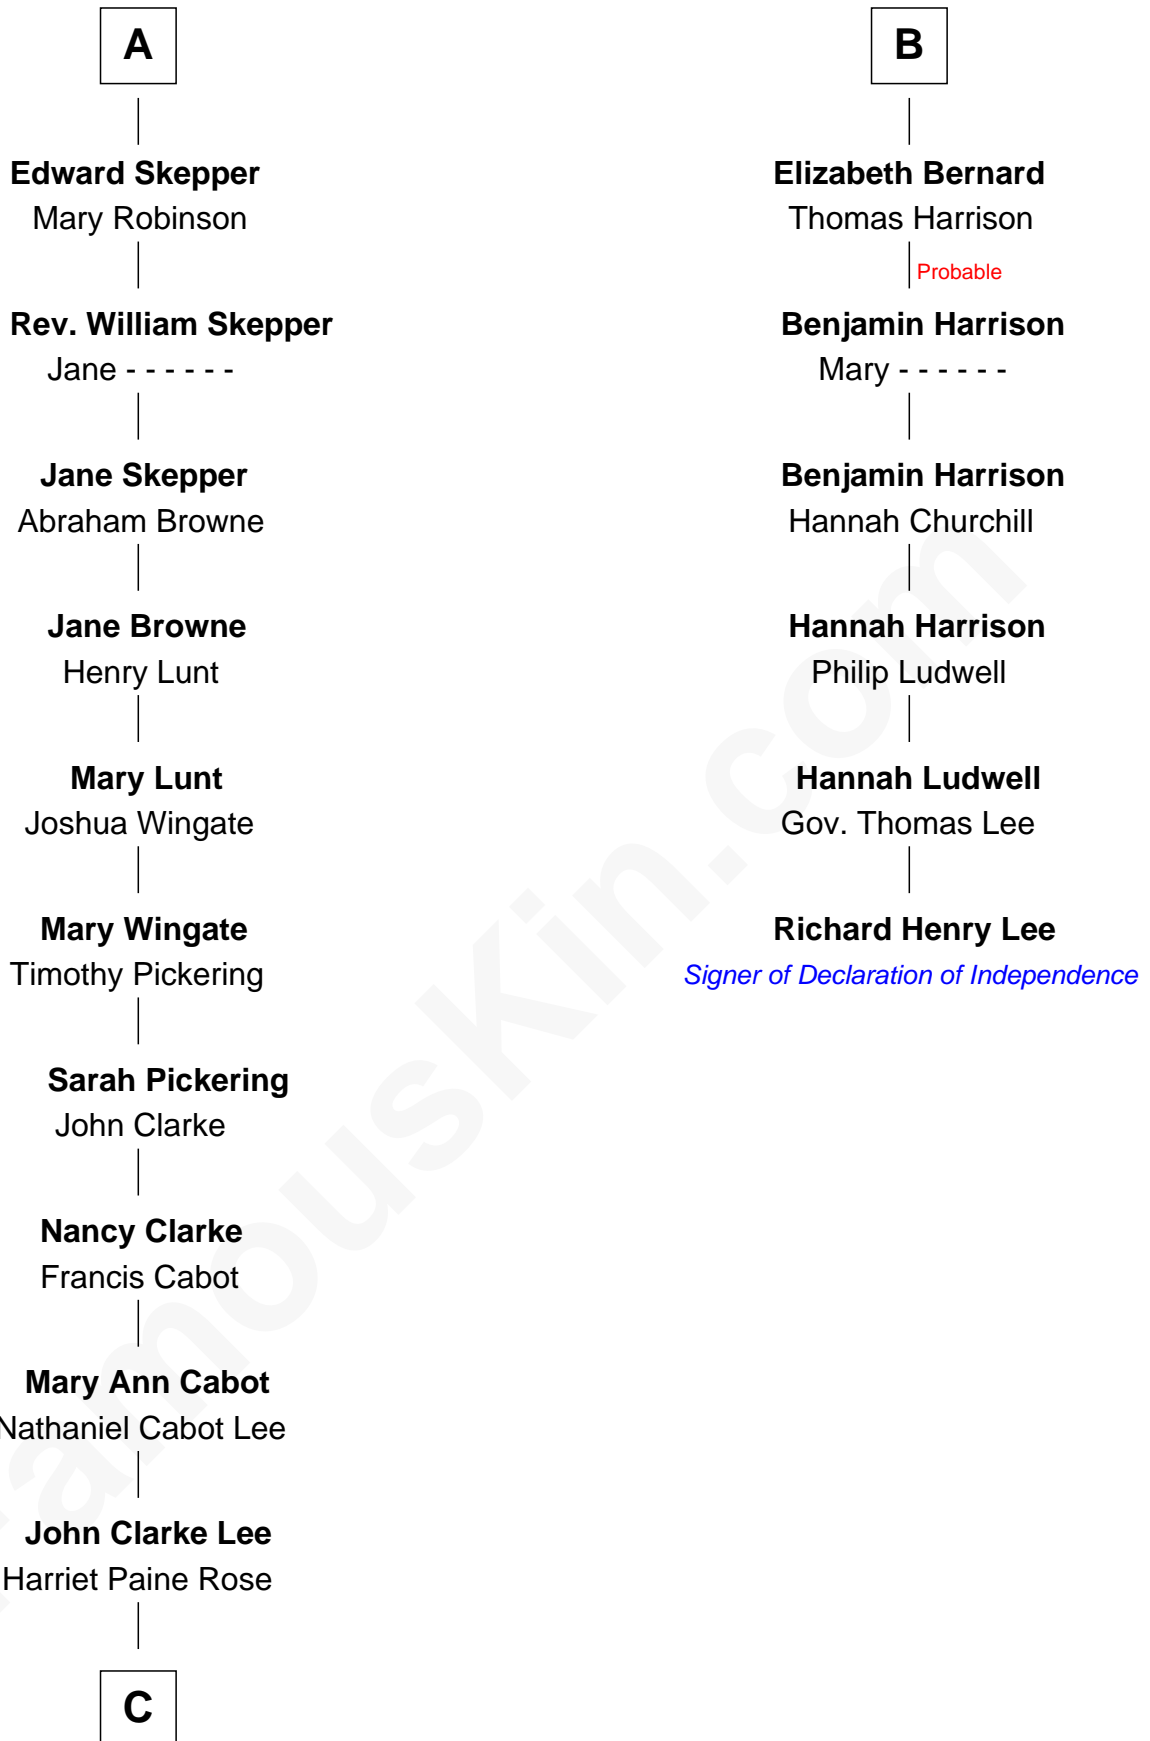 A
Edward Skepper
Mary Robinson
Rev. William Skepper
Jane - - - - - -
Jane Skepper
Abraham Browne
Jane Browne
Henry Lunt
Mary Lunt
Joshua Wingate
Mary Wingate
Timothy Pickering
Sarah Pickering
John Clarke
Nancy Clarke
Francis Cabot
Mary Ann Cabot
Nathaniel Cabot Lee
John Clarke Lee
Harriet Paine Rose
C
B
Elizabeth Bernard
Thomas Harrison
Probable
Benjamin Harrison
Mary - - - - - -
Benjamin Harrison
Hannah Churchill
Hannah Harrison
Philip Ludwell
Hannah Ludwell
Gov. Thomas Lee
Richard Henry Lee
Signer of Declaration of Independence
FamousKin.com